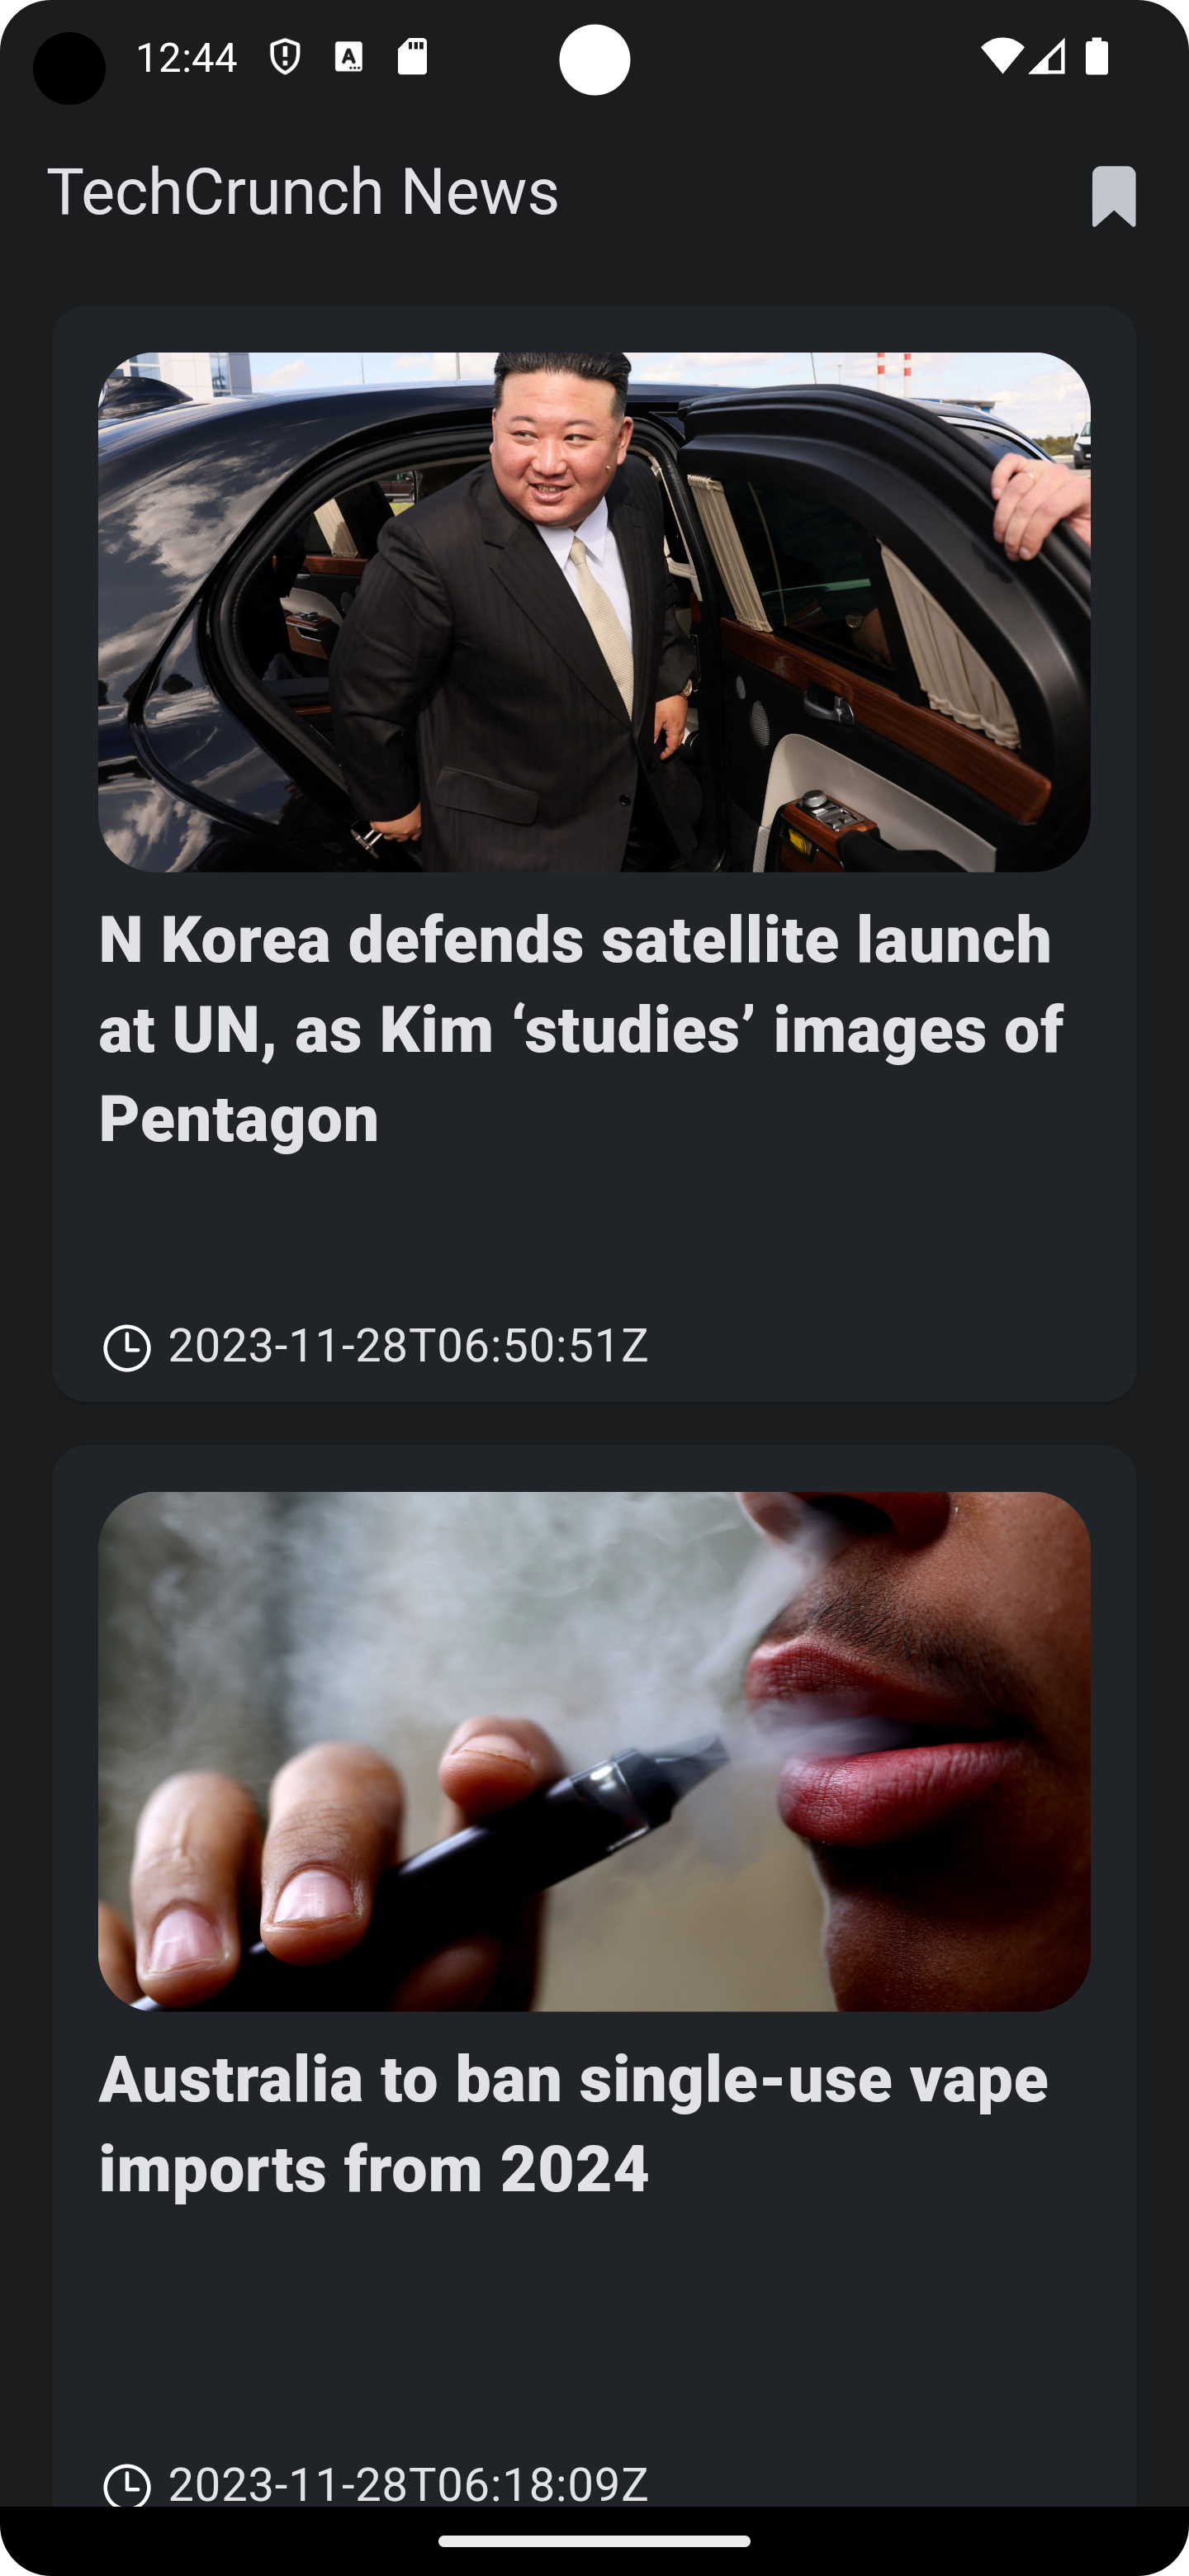 12:44
TechCrunch News
N Korea defends satellite launch
at UN, as Kim ‘studies’ images of
Pentagon
2023-11-28T06:50:51Z
Australia to ban single-use vape
imports from 2024
2023-11-28T06:18:09Z